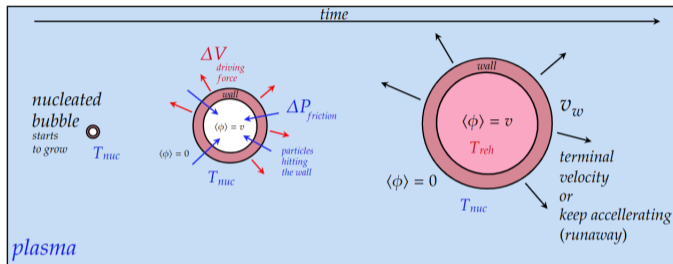 time
nucleated
bubble
starts
to grow
T_nuc
ΔV
driving
force
wall
⟨ϕ⟩ = v
ΔP_friction
⟨ϕ⟩ = 0
particles
hitting
the wall
T_nuc
wall
⟨ϕ⟩ = v
T_reh
v_w
⟨ϕ⟩ = 0
T_nuc
terminal
velocity
or
keep accellerating
(runaway)
plasma